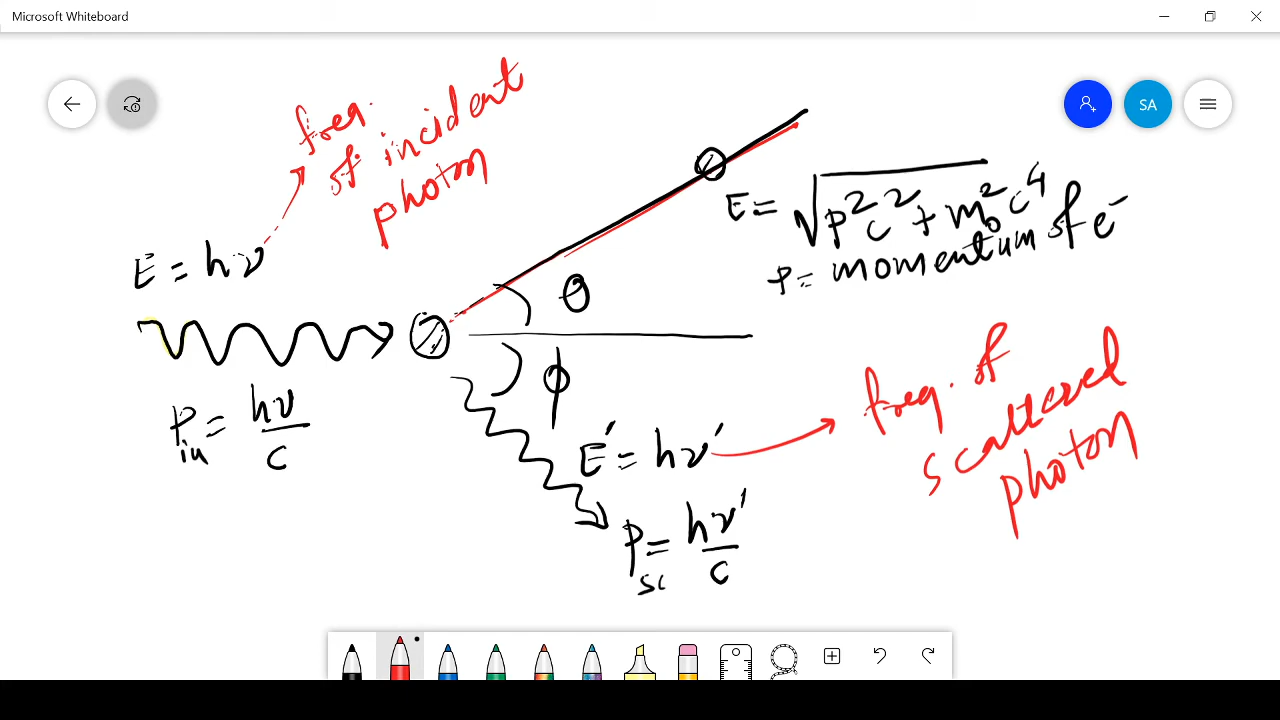 Microsoft Whiteboard
SA
freq.
of incident
photon
E = hν
P_in = hν/c
θ
ϕ
E = √(p²c² + m₀²c⁴)
P = momentum of e⁻
E′ = hν′
P_sc = hν′/c
freq. of
scattered
photon